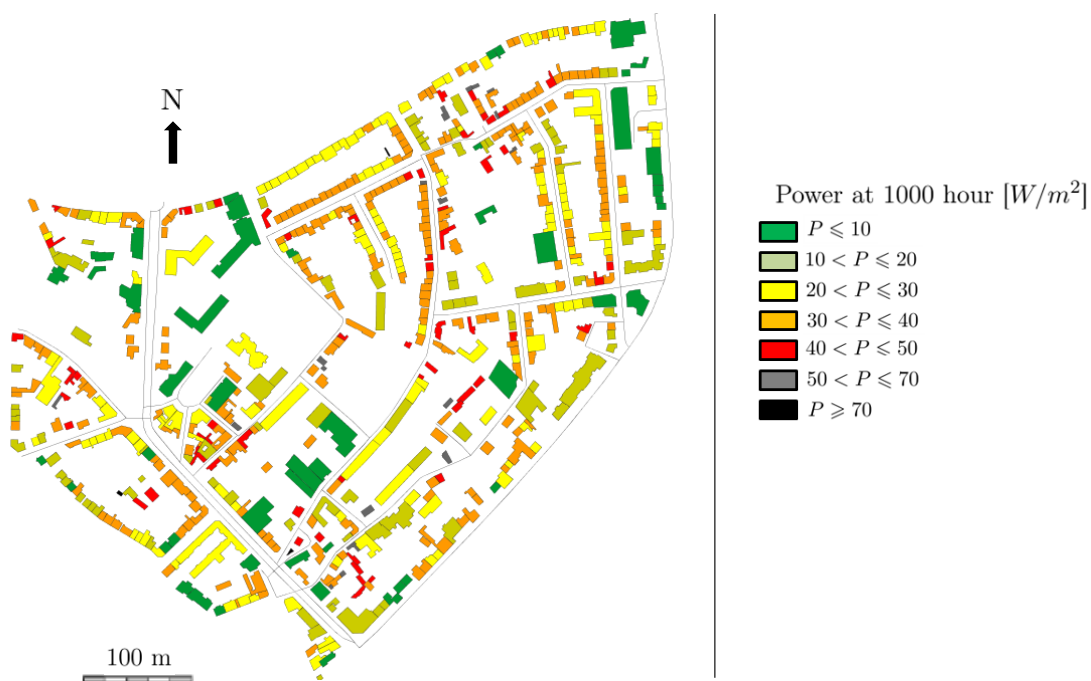 N
Power at 1000 hour [W/m²]
P ⩽ 10
10 < P ⩽ 20
20 < P ⩽ 30
30 < P ⩽ 40
40 < P ⩽ 50
50 < P ⩽ 70
P ⩾ 70
100 m